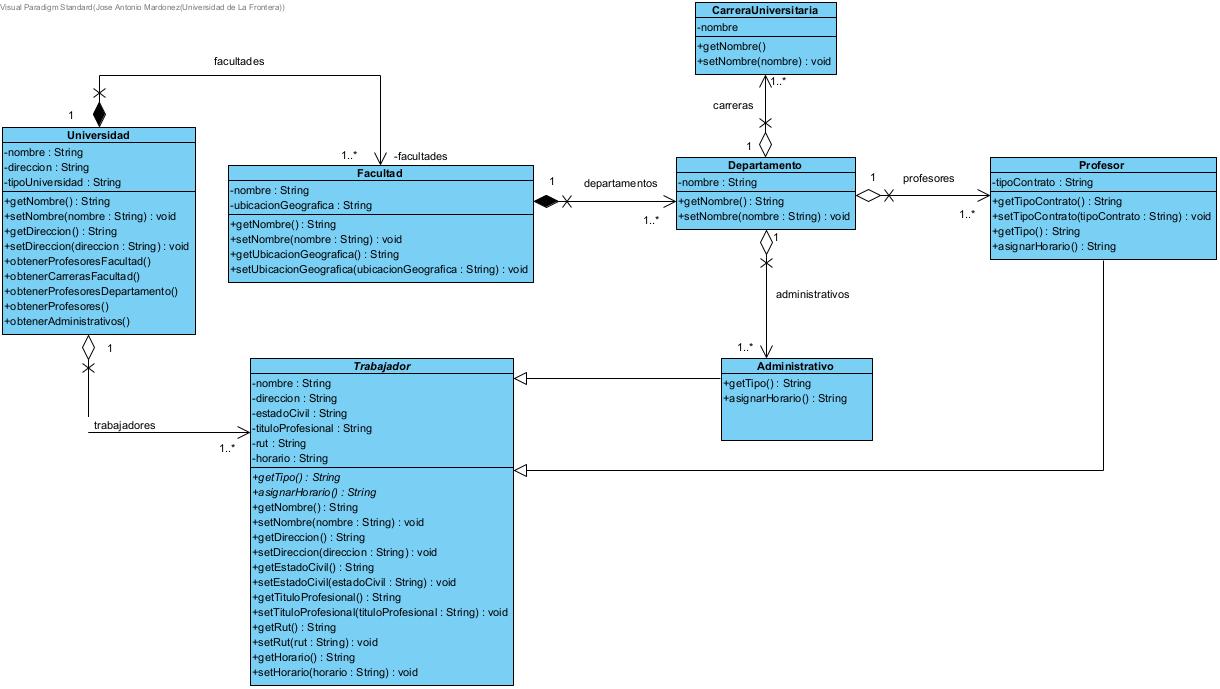 Visual Paradigm Standard(Jose Antonio Mardonez(Universidad de La Frontera))
CarreraUniversitaria
-nombre
+getNombre()
+setNombre(nombre) : void
1..*
carreras
1
facultades
1
1..*
-facultades
Universidad
-nombre : String
-direccion : String
-tipoUniversidad : String
+getNombre() : String
+setNombre(nombre : String) : void
+getDireccion() : String
+setDireccion(direccion : String) : void
+obtenerProfesoresFacultad()
+obtenerCarrerasFacultad()
+obtenerProfesoresDepartamento()
+obtenerProfesores()
+obtenerAdministrativos()
Facultad
-nombre : String
-ubicacionGeografica : String
+getNombre() : String
+setNombre(nombre : String) : void
+getUbicacionGeografica() : String
+setUbicacionGeografica(ubicacionGeografica : String) : void
1
departamentos
1..*
Departamento
-nombre : String
+getNombre() : String
+setNombre(nombre : String) : void
1
profesores
1..*
Profesor
-tipoContrato : String
+getTipoContrato() : String
+setTipoContrato(tipoContrato : String) : void
+getTipo() : String
+asignarHorario() : String
1
administrativos
1..*
Administrativo
+getTipo() : String
+asignarHorario() : String
1
trabajadores
1..*
Trabajador
-nombre : String
-direccion : String
-estadoCivil : String
-tituloProfesional : String
-rut : String
-horario : String
+getTipo() : String
+asignarHorario() : String
+getNombre() : String
+setNombre(nombre : String) : void
+getDireccion() : String
+setDireccion(direccion : String) : void
+getEstadoCivil() : String
+setEstadoCivil(estadoCivil : String) : void
+getTituloProfesional() : String
+setTituloProfesional(tituloProfesional : String) : void
+getRut() : String
+setRut(rut : String) : void
+getHorario() : String
+setHorario(horario : String) : void